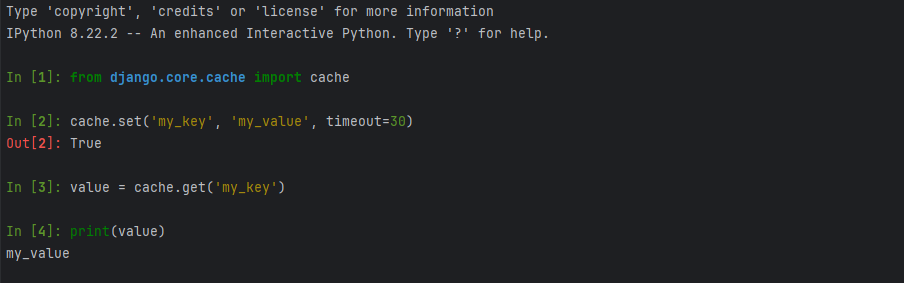 Type 'copyright', 'credits' or 'license' for more information
IPython 8.22.2 -- An enhanced Interactive Python. Type '?' for help.
In [1]: from django.core.cache import cache
In [2]: cache.set('my_key', 'my_value', timeout=30)
Out[2]: True
In [3]: value = cache.get('my_key')
In [4]: print(value)
my_value